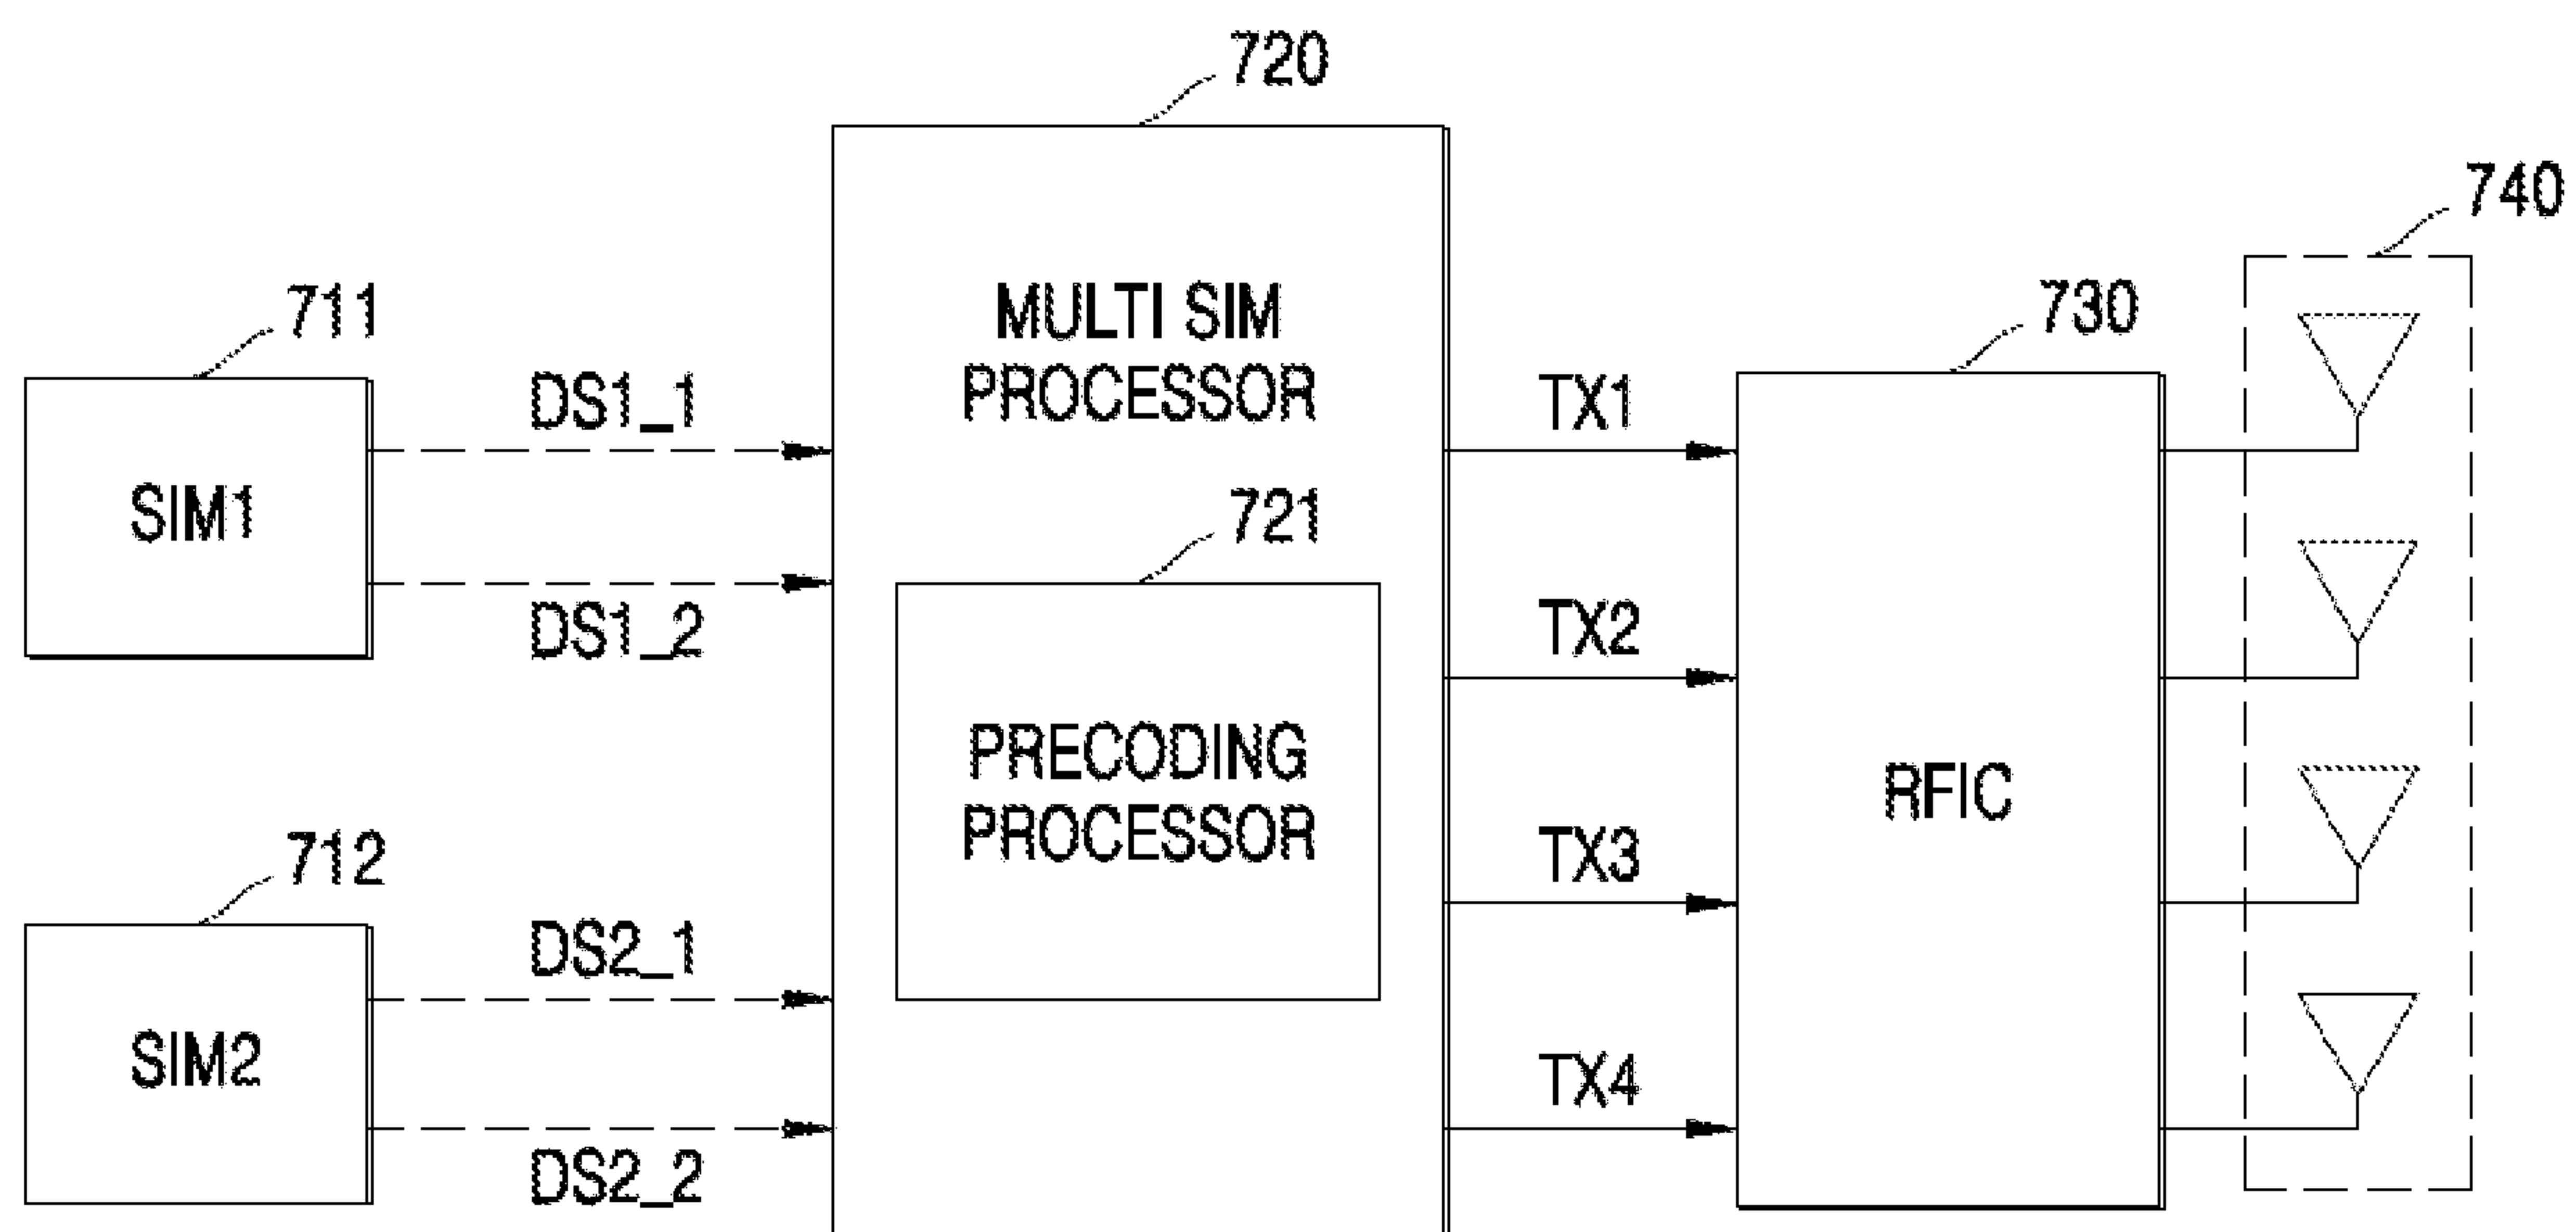 720
740
711
MULTI SIM
PROCESSOR
730
DS1_1
TX1
SIM1
721
DS1_2
TX2
PRECODING
PROCESSOR
RFIC
712
TX3
DS2_1
SIM2
TX4
DS2_2